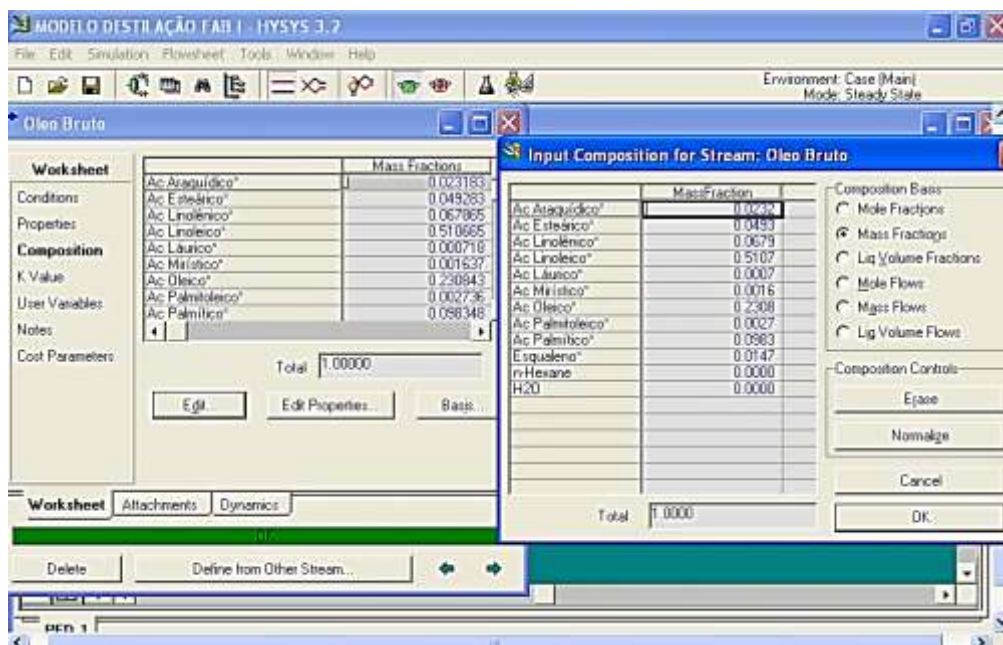 MODELO DESTILAÇÃO FAB I - HYSYS 3.2
File Edit Simulation Flowsheet Tools Window Help
Environment: Case (Main)
Mode: Steady State
Oleo Bruto
Worksheet
Conditions
Properties
Composition
K Value
User Variables
Notes
Cost Parameters
Mass Fractions
Ac Araquídico* 0.023183
Ac Esteárico* 0.049283
Ac Linolênico* 0.067865
Ac Linoleico* 0.510665
Ac Láurico* 0.000718
Ac Mirístico* 0.001637
Ac Oleico* 0.230843
Ac Palmitoleico* 0.002736
Ac Palmítico* 0.098348
Total 1.00000
Edit... Edit Properties... Basis...
Worksheet Attachments Dynamics
OK
Delete Define from Other Stream...
PFD 1
Input Composition for Stream: Oleo Bruto
MassFraction
Ac Araquídico* 0.0232
Ac Esteárico* 0.0493
Ac Linolênico* 0.0679
Ac Linoleico* 0.5107
Ac Láurico* 0.0007
Ac Mirístico* 0.0016
Ac Oleico* 0.2308
Ac Palmitoleico* 0.0027
Ac Palmítico* 0.0983
Esqualeno* 0.0147
n-Hexane 0.0000
H2O 0.0000
Total 1.0000
Composition Basis
Mole Fractions
Mass Fractions
Liq Volume Fractions
Mole Flows
Mass Flows
Liq Volume Flows
Composition Controls
Erase
Normalize
Cancel
OK